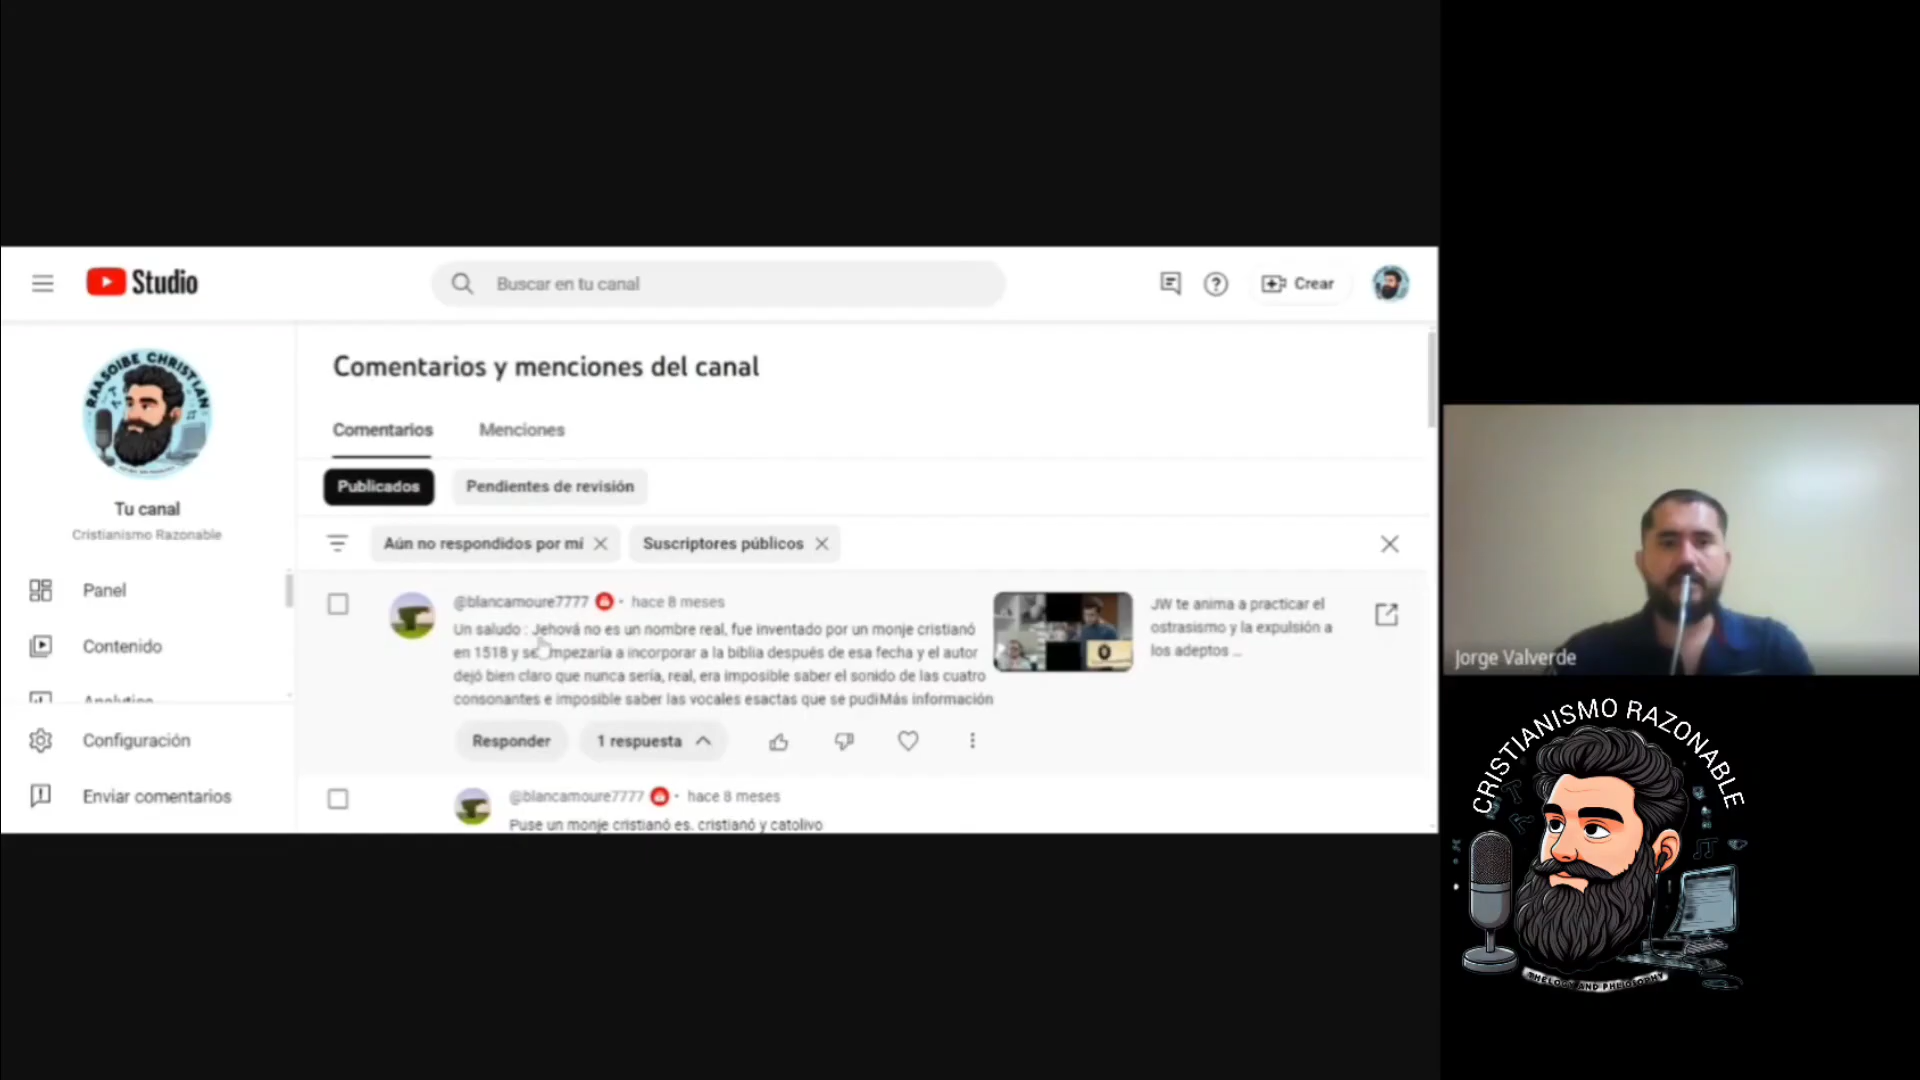 Studio
Buscar en tu canal
Crear
RAASOIBE CHRISTIAN
Tu canal
Cristianismo Razonable
Panel
Contenido
Configuración
Enviar comentarios
Comentarios y menciones del canal
Comentarios
Menciones
Publicados
Pendientes de revisión
Aún no respondidos por mí
Suscriptores públicos
@blancamoure7777 • hace 8 meses
Un saludo : Jehová no es un nombre real, fue inventado por un monje cristianó
en 1518 y se empezaría a incorporar a la biblia después de esa fecha y el autor
dejó bien claro que nunca sería, real, era imposible saber el sonido de las cuatro
consonantes e imposible saber las vocales esactas que se pudiMás información
JW te anima a practicar el
ostrasismo y la expulsión a
los adeptos ...
Responder
1 respuesta
@blancamoure7777 • hace 8 meses
Puse un monje cristianó es. cristianó y catolivo
Jorge Valverde
CRISTIANISMO RAZONABLE
THELOGY AND PHILOSOPHY